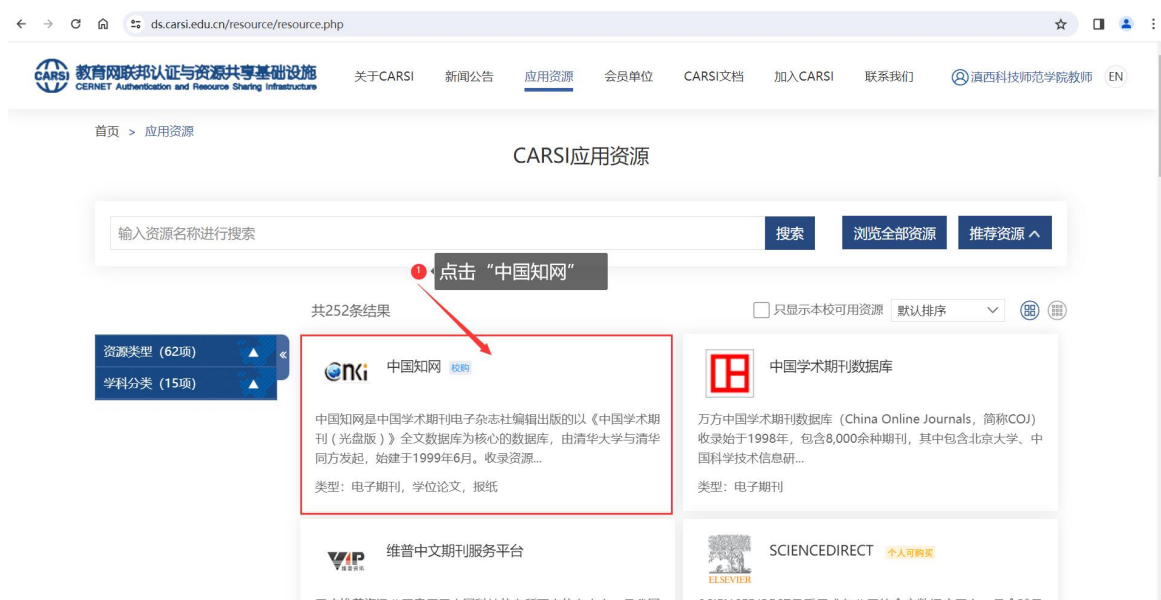 ds.carsi.edu.cn/resource/resource.php
CARSI 教育网联邦认证与资源共享基础设施
CERNET Authentication and Resource Sharing Infrastructure
关于CARSI 新闻公告 应用资源 会员单位 CARSI文档 加入CARSI 联系我们 滇西科技师范学院教师 EN
首页 > 应用资源
CARSI应用资源
输入资源名称进行搜索 搜索 浏览全部资源 推荐资源
1 点击“中国知网”
共252条结果 只显示本校可用资源 默认排序
资源类型（62项）
学科分类（15项）
cnki 中国知网 校购
中国知网是中国学术期刊电子杂志社编辑出版的以《中国学术期
刊（光盘版）》全文数据库为核心的数据库，由清华大学与清华
同方发起，始建于1999年6月。收录资源...
类型：电子期刊，学位论文，报纸
中国学术期刊数据库
万方中国学术期刊数据库（China Online Journals，简称COJ）
收录始于1998年，包含8,000余种期刊，其中包含北京大学、中
国科学技术信息研...
类型：电子期刊
VIP 维普资讯 维普中文期刊服务平台
ELSEVIER SCIENCEDIRECT 个人可购买